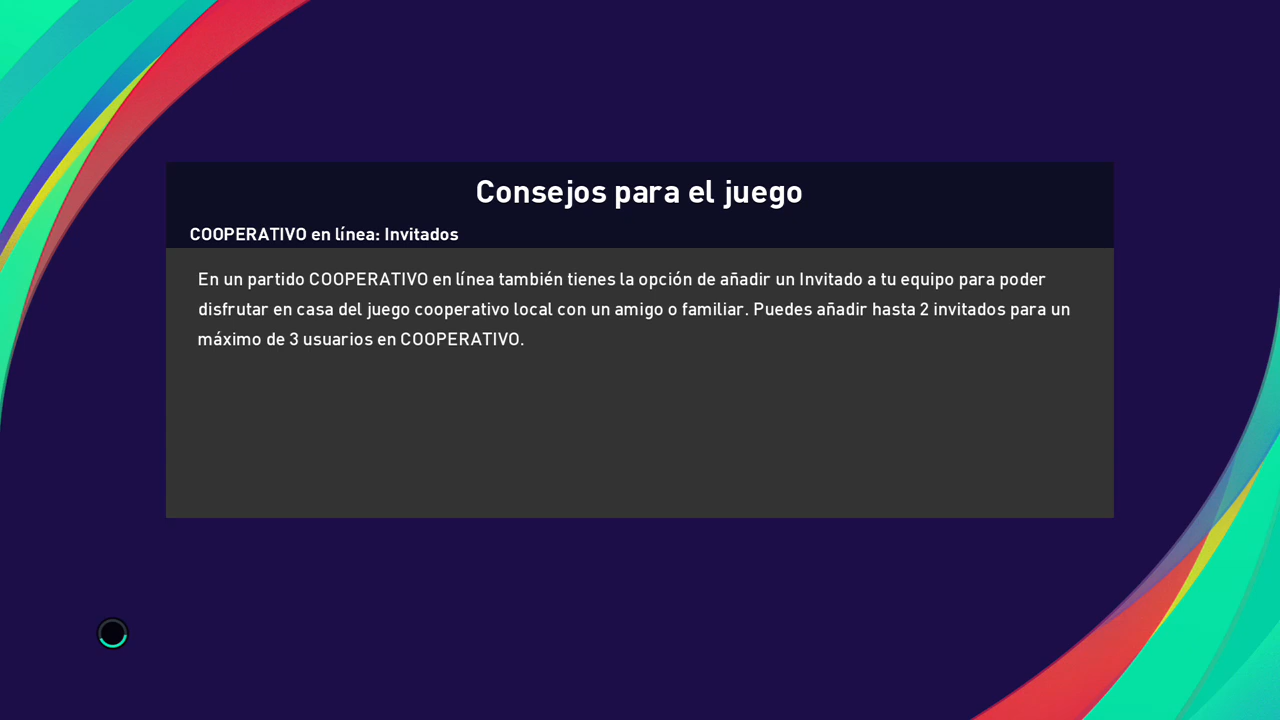 Consejos para el juego
COOPERATIVO en línea: Invitados
En un partido COOPERATIVO en línea también tienes la opción de añadir un Invitado a tu equipo para poder
disfrutar en casa del juego cooperativo local con un amigo o familiar. Puedes añadir hasta 2 invitados para un
máximo de 3 usuarios en COOPERATIVO.